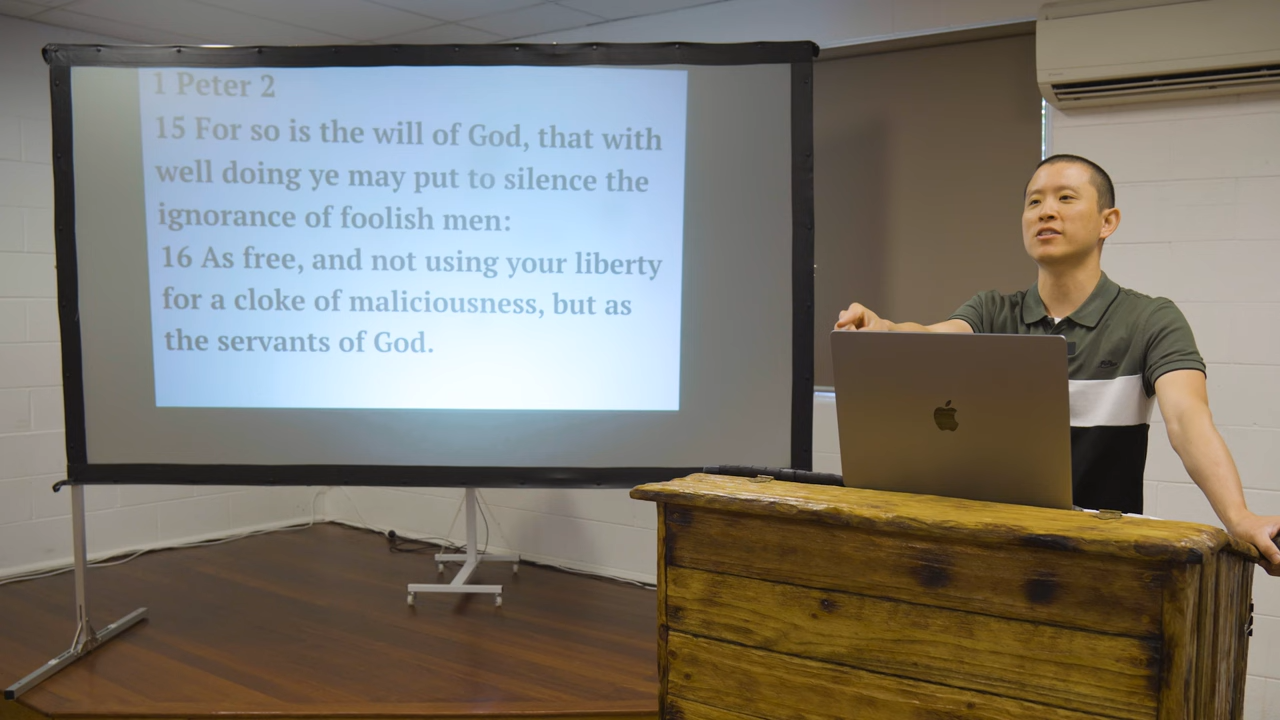 1 Peter 2
15 For so is the will of God, that with
well doing ye may put to silence the
ignorance of foolish men:
16 As free, and not using your liberty
for a cloke of maliciousness, but as
the servants of God.